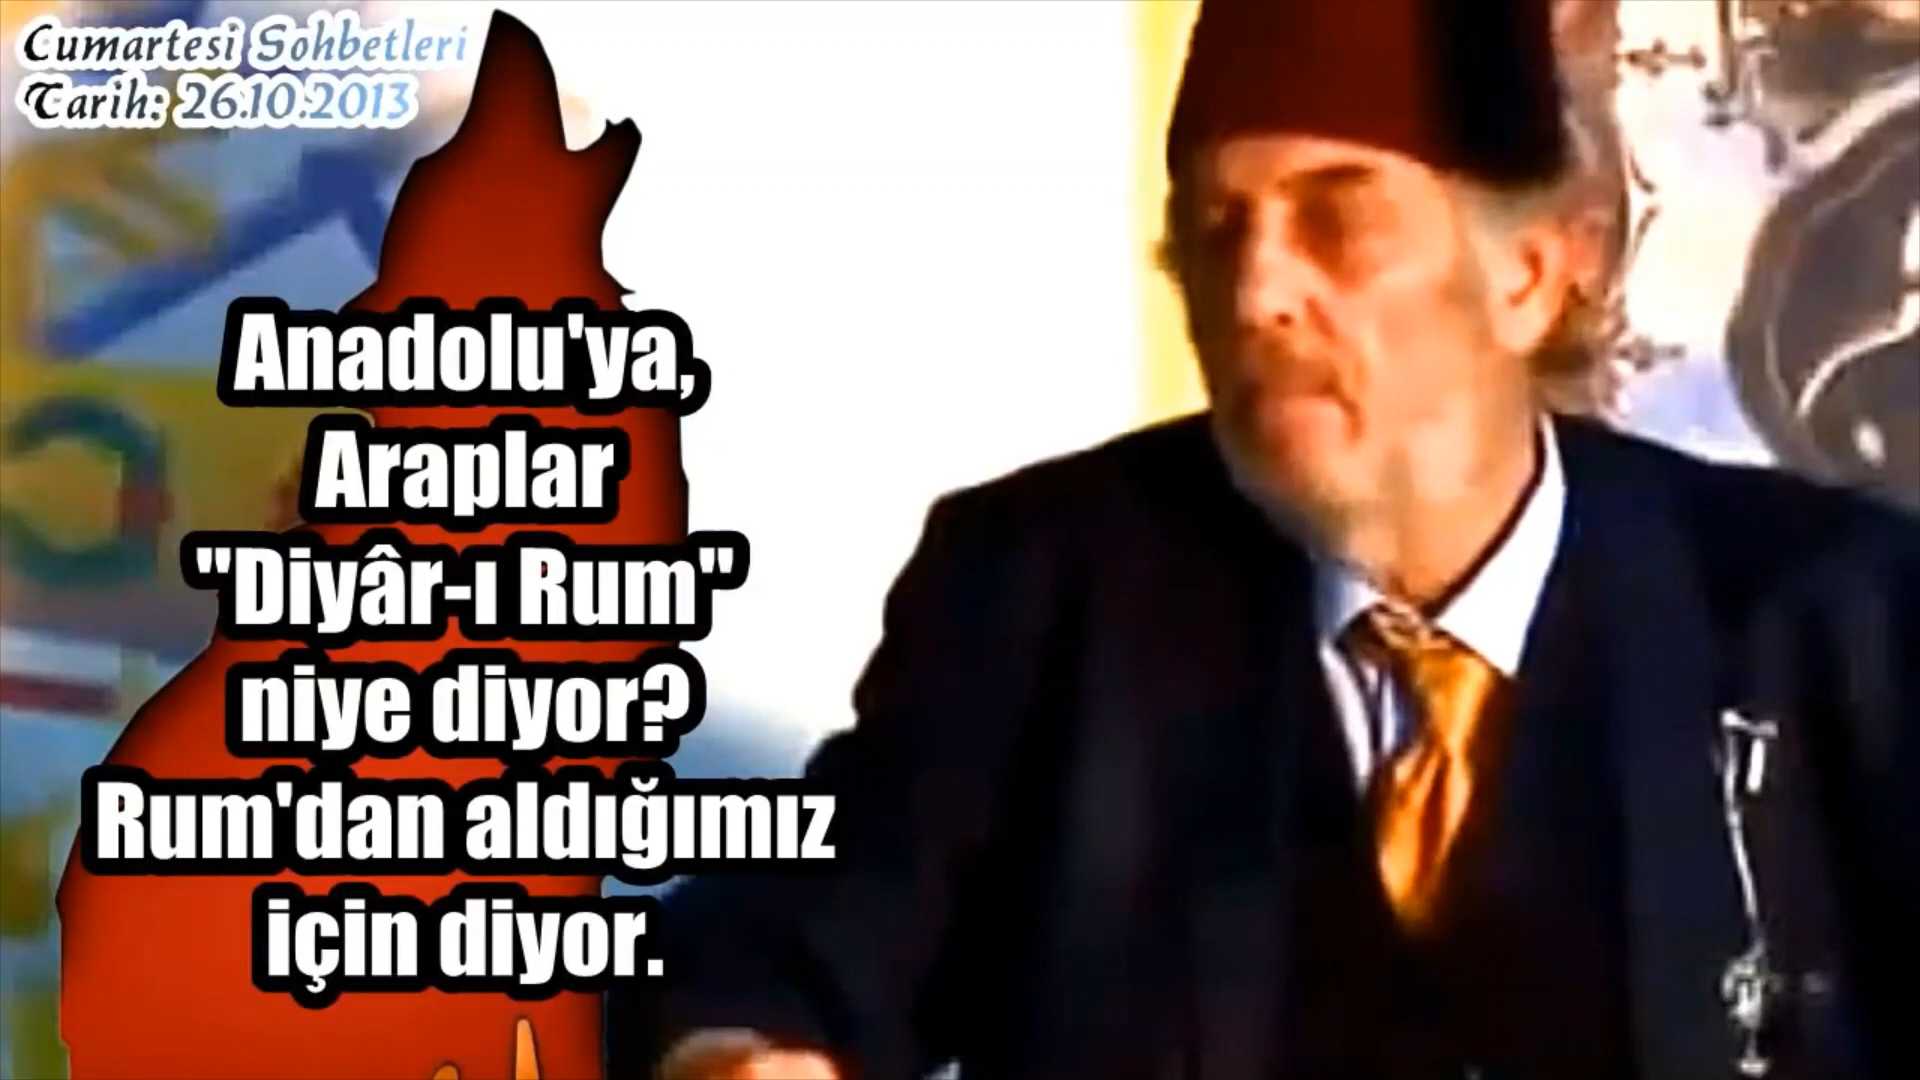 Cumartesi Sohbetleri
Tarih: 26.10.2013
Anadolu'ya,
Araplar
"Diyâr-ı Rum"
niye diyor?
Rum'dan aldığımız
için diyor.